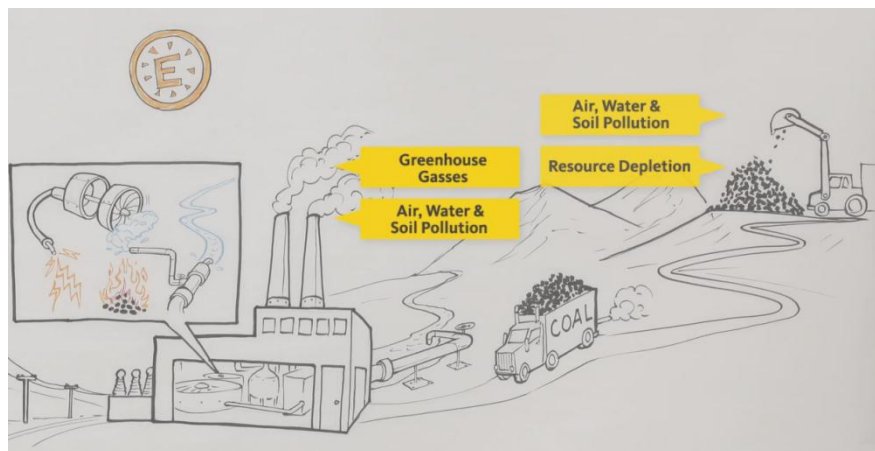 E
Air, Water &
Soil Pollution
Greenhouse
Gasses
Resource Depletion
Air, Water &
Soil Pollution
COAL